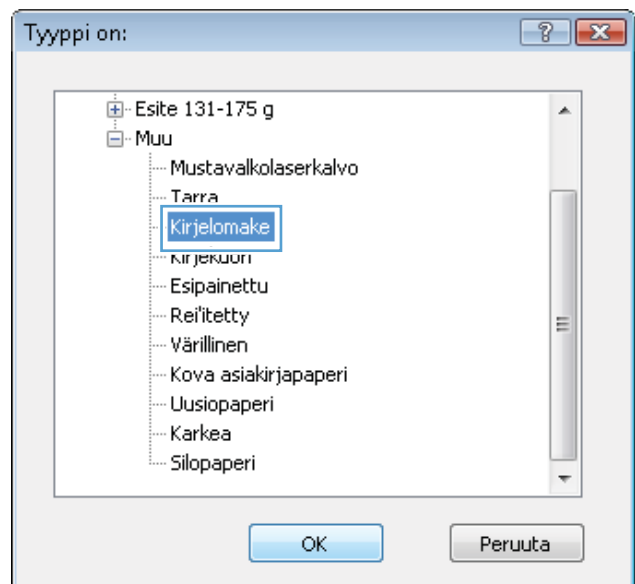 Tyyppi on:
Esite 131-175 g
Muu
Mustavalkolaserkalvo
Tarra
Kirjelomake
Kirjekuori
Esipainettu
Rei'itetty
Värillinen
Kova asiakirjapaperi
Uusiopaperi
Karkea
Silopaperi
OK
Peruuta